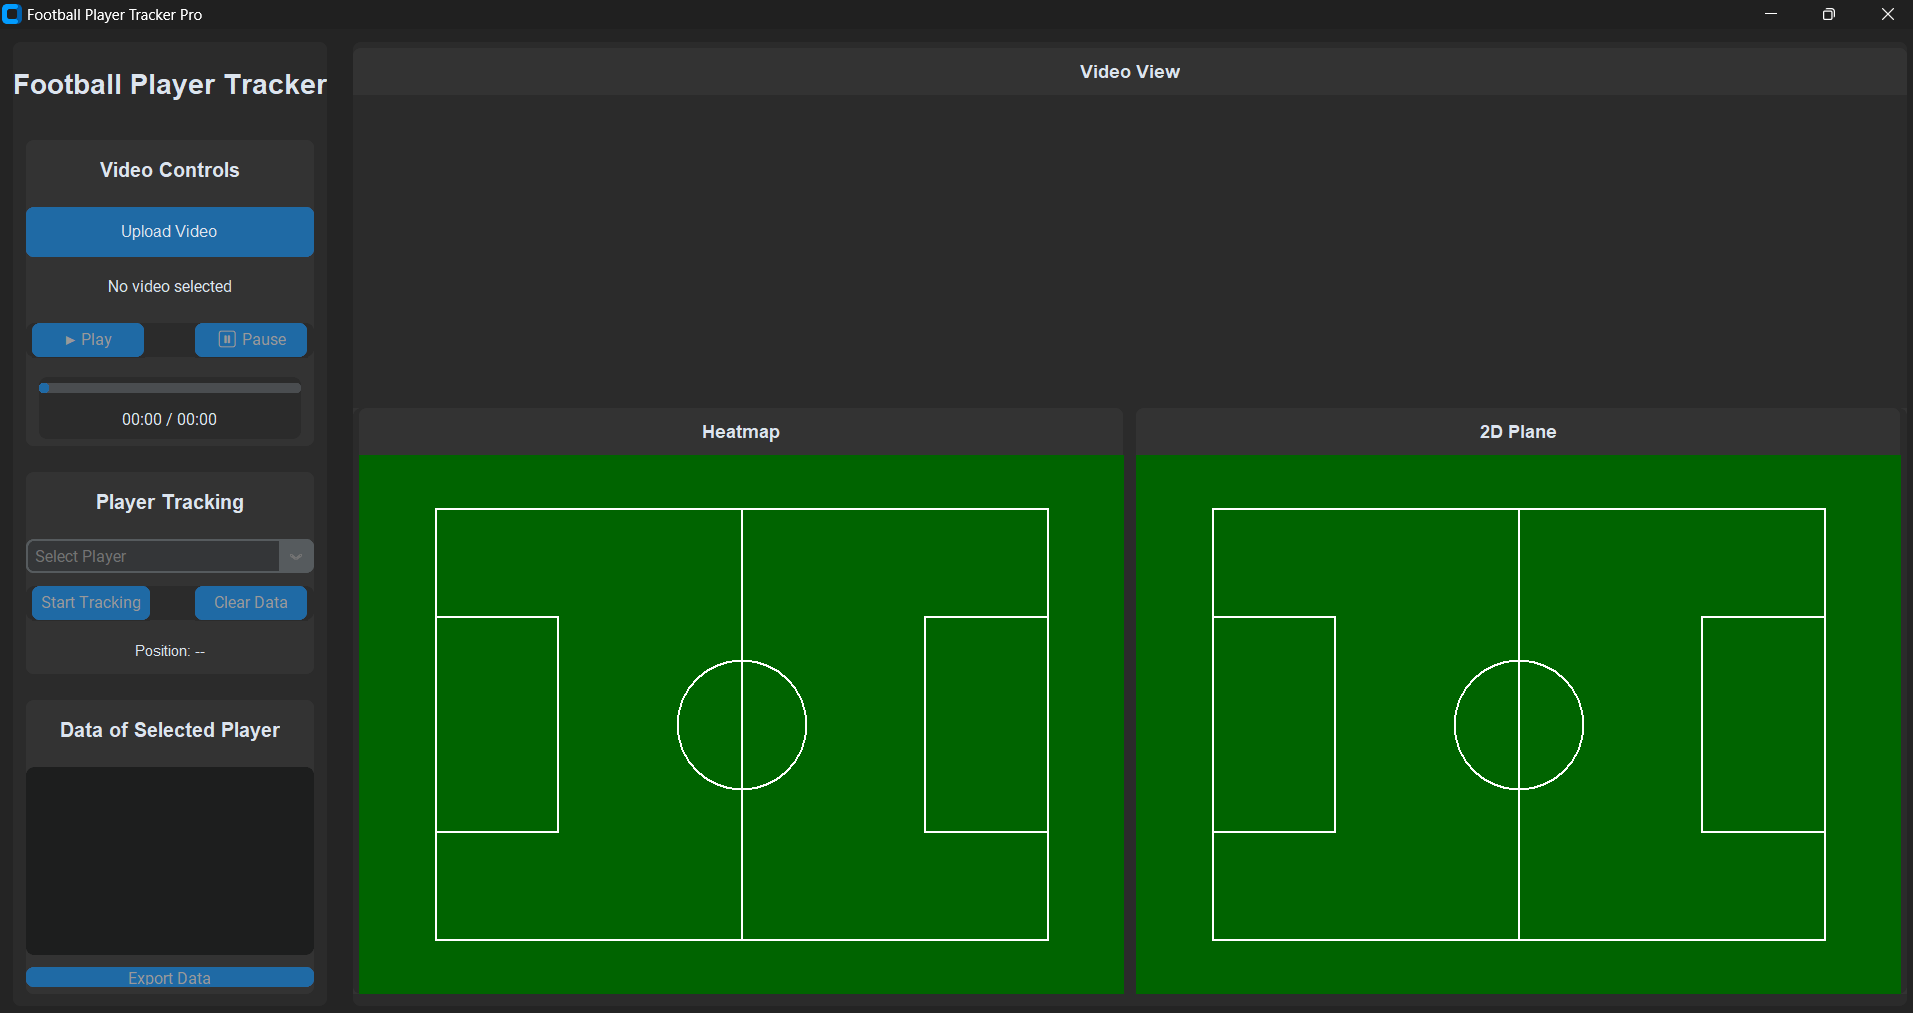 Football Player Tracker Pro
Football Player Tracker
Video Controls
Upload Video
No video selected
Play
Pause
00:00 / 00:00
Player Tracking
Select Player
Start Tracking
Clear Data
Position: --
Data of Selected Player
Export Data
Video View
Heatmap
2D Plane